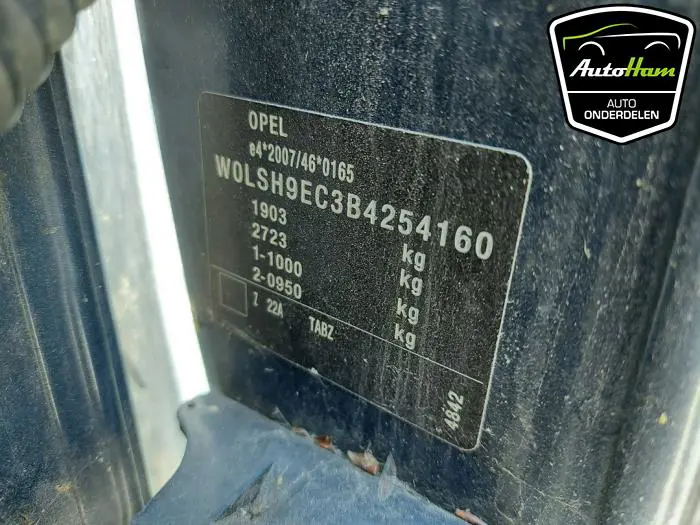 AutoHam
AUTO
ONDERDELEN
OPEL
e4*2007/46*0165
W0LSH9EC3B4254160
1903 kg
2723 kg
1-1000 kg
2-0950 kg
Z 22A TABZ
4842